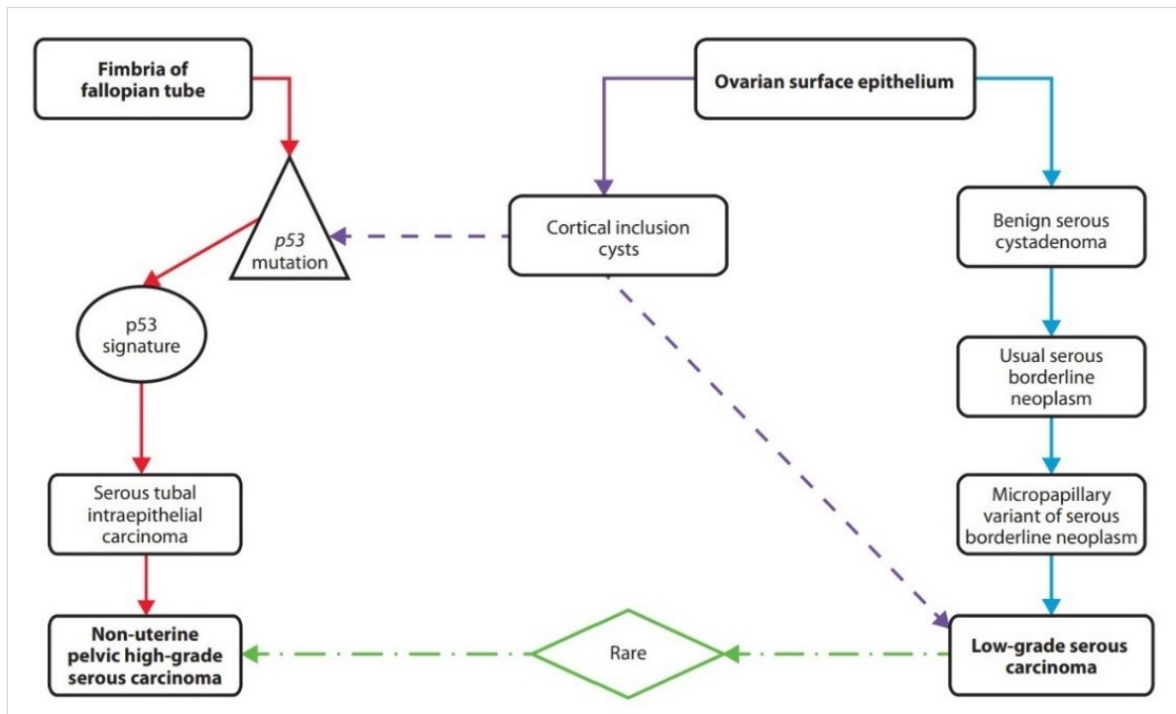 Fimbria of
fallopian tube
Ovarian surface epithelium
p53
mutation
Cortical inclusion
cysts
Benign serous
cystadenoma
p53
signature
Usual serous
borderline
neoplasm
Serous tubal
intraepithelial
carcinoma
Micropapillary
variant of serous
borderline neoplasm
Non-uterine
pelvic high-grade
serous carcinoma
Rare
Low-grade serous
carcinoma